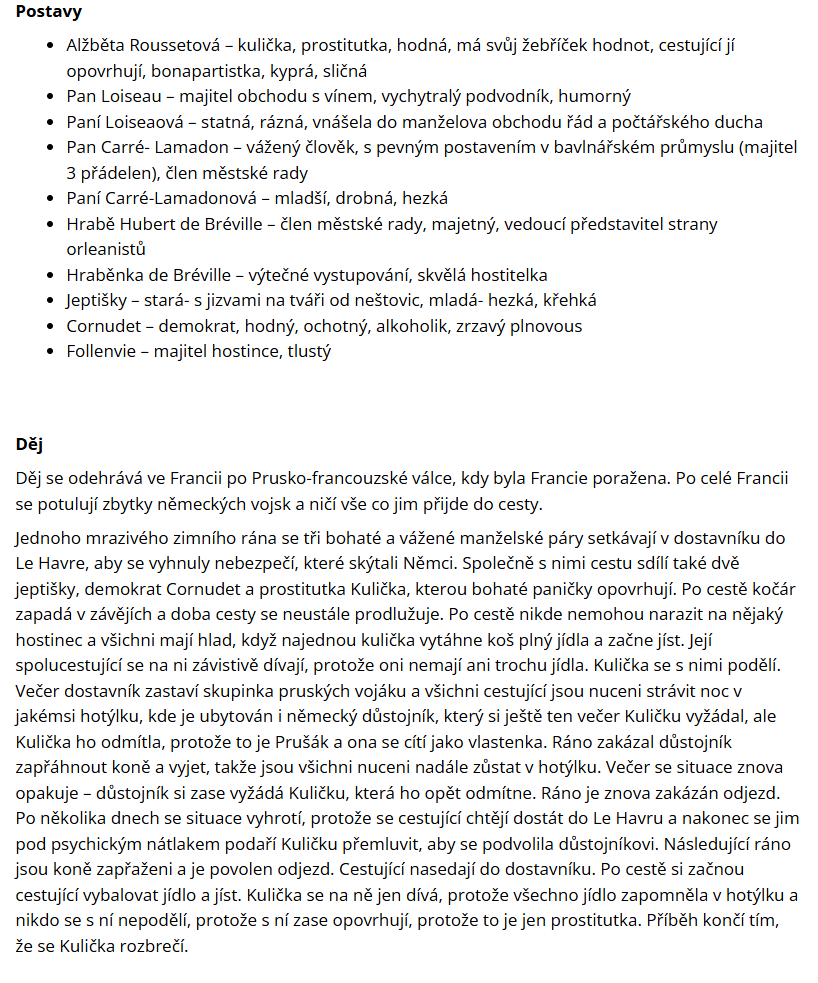 Postavy
• Alžběta Roussetová – kulička, prostitutka, hodná, má svůj žebříček hodnot, cestující jí
opovrhují, bonapartistka, kyprá, sličná
• Pan Loiseau – majitel obchodu s vínem, vychytralý podvodník, humorný
• Paní Loiseaová – statná, rázná, vnášela do manželova obchodu řád a počtářského ducha
• Pan Carré- Lamadon – vážený člověk, s pevným postavením v bavlnářském průmyslu (majitel
3 přádelen), člen městské rady
• Paní Carré-Lamadonová – mladší, drobná, hezká
• Hrabě Hubert de Bréville – člen městské rady, majetný, vedoucí představitel strany
orleanistů
• Hraběnka de Bréville – výtečné vystupování, skvělá hostitelka
• Jeptišky – stará- s jizvami na tváři od neštovic, mladá- hezká, křehká
• Cornudet – demokrat, hodný, ochotný, alkoholik, zrzavý plnovous
• Follenvie – majitel hostince, tlustý
Děj
Děj se odehrává ve Francii po Prusko-francouzské válce, kdy byla Francie poražena. Po celé Francii
se potulují zbytky německých vojsk a ničí vše co jim přijde do cesty.
Jednoho mrazivého zimního rána se tři bohaté a vážené manželské páry setkávají v dostavníku do
Le Havre, aby se vyhnuly nebezpečí, které skýtali Němci. Společně s nimi cestu sdílí také dvě
jeptišky, demokrat Cornudet a prostitutka Kulička, kterou bohaté paničky opovrhují. Po cestě kočár
zapadá v závějích a doba cesty se neustále prodlužuje. Po cestě nikde nemohou narazit na nějaký
hostinec a všichni mají hlad, když najednou kulička vytáhne koš plný jídla a začne jíst. Její
spolucestující se na ni závistivě dívají, protože oni nemají ani trochu jídla. Kulička se s nimi podělí.
Večer dostavník zastaví skupinka pruských vojáku a všichni cestující jsou nuceni strávit noc v
jakémsi hotýlku, kde je ubytován i německý důstojník, který si ještě ten večer Kuličku vyžádal, ale
Kulička ho odmítla, protože to je Prušák a ona se cítí jako vlastenka. Ráno zakázal důstojník
zapřáhnout koně a vyjet, takže jsou všichni nuceni nadále zůstat v hotýlku. Večer se situace znova
opakuje – důstojník si zase vyžádá Kuličku, která ho opět odmítne. Ráno je znova zakázán odjezd.
Po několika dnech se situace vyhrotí, protože se cestující chtějí dostát do Le Havru a nakonec se jim
pod psychickým nátlakem podaří Kuličku přemluvit, aby se podvolila důstojníkovi. Následující ráno
jsou koně zapřaženi a je povolen odjezd. Cestující nasedají do dostavníku. Po cestě si začnou
cestující vybalovat jídlo a jíst. Kulička se na ně jen dívá, protože všechno jídlo zapomněla v hotýlku a
nikdo se s ní nepodělí, protože s ní zase opovrhují, protože to je jen prostitutka. Příběh končí tím,
že se Kulička rozbrečí.